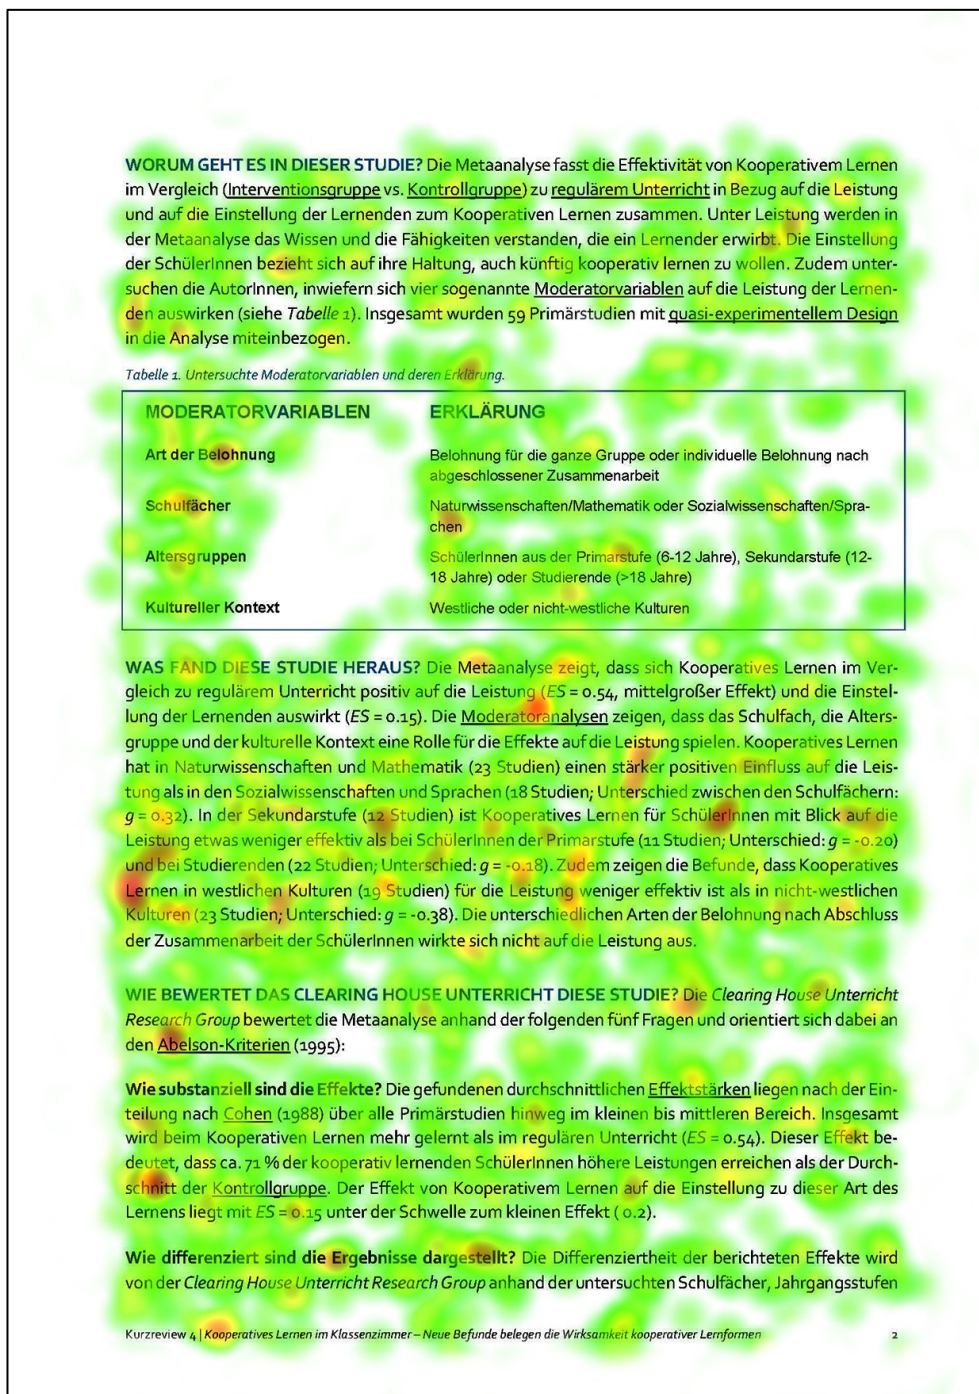 WORUM GEHT ES IN DIESER STUDIE? Die Metaanalyse fasst die Effektivität von Kooperativem Lernen
im Vergleich (Interventionsgruppe vs. Kontrollgruppe) zu regulärem Unterricht in Bezug auf die Leistung
und auf die Einstellung der Lernenden zum Kooperativen Lernen zusammen. Unter Leistung werden in
der Metaanalyse das Wissen und die Fähigkeiten verstanden, die ein Lernender erwirbt. Die Einstellung
der SchülerInnen bezieht sich auf ihre Haltung, auch künftig kooperativ lernen zu wollen. Zudem unter-
suchen die AutorInnen, inwiefern sich vier sogenannte Moderatorvariablen auf die Leistung der Lernen-
den auswirken (siehe Tabelle 1). Insgesamt wurden 59 Primärstudien mit quasi-experimentellem Design
in die Analyse miteinbezogen.
Tabelle 1. Untersuchte Moderatorvariablen und deren Erklärung.
MODERATORVARIABLEN ERKLÄRUNG
Art der Belohnung Belohnung für die ganze Gruppe oder individuelle Belohnung nach
abgeschlossener Zusammenarbeit
Schulfächer Naturwissenschaften/Mathematik oder Sozialwissenschaften/Spra-
chen
Altersgruppen SchülerInnen aus der Primarstufe (6-12 Jahre), Sekundarstufe (12-
18 Jahre) oder Studierende (>18 Jahre)
Kultureller Kontext Westliche oder nicht-westliche Kulturen
WAS FAND DIESE STUDIE HERAUS? Die Metaanalyse zeigt, dass sich Kooperatives Lernen im Ver-
gleich zu regulärem Unterricht positiv auf die Leistung (ES = 0.54, mittelgroßer Effekt) und die Einstel-
lung der Lernenden auswirkt (ES = 0.15). Die Moderatoranalysen zeigen, dass das Schulfach, die Alters-
gruppe und der kulturelle Kontext eine Rolle für die Effekte auf die Leistung spielen. Kooperatives Lernen
hat in Naturwissenschaften und Mathematik (23 Studien) einen stärker positiven Einfluss auf die Leis-
tung als in den Sozialwissenschaften und Sprachen (18 Studien; Unterschied zwischen den Schulfächern:
g = 0.32). In der Sekundarstufe (12 Studien) ist Kooperatives Lernen für SchülerInnen mit Blick auf die
Leistung etwas weniger effektiv als bei SchülerInnen der Primarstufe (11 Studien; Unterschied: g = -0.20)
und bei Studierenden (22 Studien; Unterschied: g = -0.18). Zudem zeigen die Befunde, dass Kooperatives
Lernen in westlichen Kulturen (19 Studien) für die Leistung weniger effektiv ist als in nicht-westlichen
Kulturen (23 Studien; Unterschied: g = -0.38). Die unterschiedlichen Arten der Belohnung nach Abschluss
der Zusammenarbeit der SchülerInnen wirkte sich nicht auf die Leistung aus.
WIE BEWERTET DAS CLEARING HOUSE UNTERRICHT DIESE STUDIE? Die Clearing House Unterricht
Research Group bewertet die Metaanalyse anhand der folgenden fünf Fragen und orientiert sich dabei an
den Abelson-Kriterien (1995):
Wie substanziell sind die Effekte? Die gefundenen durchschnittlichen Effektstärken liegen nach der Ein-
teilung nach Cohen (1988) über alle Primärstudien hinweg im kleinen bis mittleren Bereich. Insgesamt
wird beim Kooperativen Lernen mehr gelernt als im regulären Unterricht (ES = 0.54). Dieser Effekt be-
deutet, dass ca. 71 % der kooperativ lernenden SchülerInnen höhere Leistungen erreichen als der Durch-
schnitt der Kontrollgruppe. Der Effekt von Kooperativem Lernen auf die Einstellung zu dieser Art des
Lernens liegt mit ES = 0.15 unter der Schwelle zum kleinen Effekt ( 0.2).
Wie differenziert sind die Ergebnisse dargestellt? Die Differenziertheit der berichteten Effekte wird
von der Clearing House Unterricht Research Group anhand der untersuchten Schulfächer, Jahrgangsstufen
Kurzreview 4 | Kooperatives Lernen im Klassenzimmer – Neue Befunde belegen die Wirksamkeit kooperativer Lernformen 2